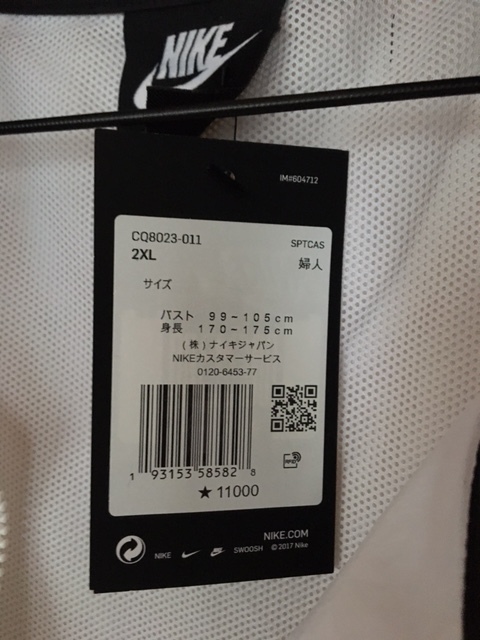 NIKE
IM#604712
CQ8023-011
2XL
SPTCAS
婦人
サイズ
バスト 99-105cm
身長 170-175cm
(株)ナイキジャパン
NIKEカスタマーサービス
0120-6453-77
1 93153 58582 8
★11000
NIKE.COM
© 2017 Nike
NIKE SWOOSH